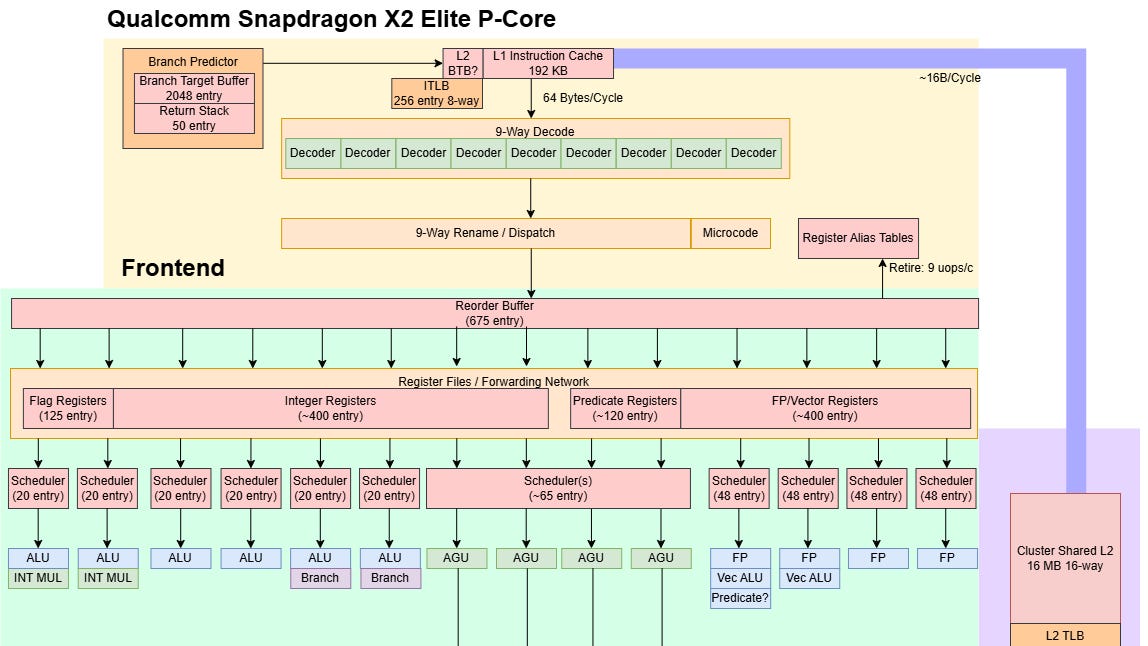 Qualcomm Snapdragon X2 Elite P-Core
Branch Predictor
Branch Target Buffer
2048 entry
Return Stack
50 entry
L2
BTB?
L1 Instruction Cache
192 KB
ITLB
256 entry 8-way
64 Bytes/Cycle
~16B/Cycle
9-Way Decode
Decoder Decoder Decoder Decoder Decoder Decoder Decoder Decoder Decoder
9-Way Rename / Dispatch
Microcode
Register Alias Tables
Retire: 9 uops/c
Frontend
Reorder Buffer
(675 entry)
Register Files / Forwarding Network
Flag Registers
(125 entry)
Integer Registers
(~400 entry)
Predicate Registers
(~120 entry)
FP/Vector Registers
(~400 entry)
Scheduler
(20 entry)
Scheduler
(20 entry)
Scheduler
(20 entry)
Scheduler
(20 entry)
Scheduler
(20 entry)
Scheduler
(20 entry)
Scheduler(s)
(~65 entry)
Scheduler
(48 entry)
Scheduler
(48 entry)
Scheduler
(48 entry)
Scheduler
(48 entry)
ALU
INT MUL
ALU
INT MUL
ALU
ALU
ALU
Branch
ALU
Branch
AGU
AGU
AGU
AGU
FP
Vec ALU
Predicate?
FP
Vec ALU
FP
FP
Cluster Shared L2
16 MB 16-way
L2 TLB